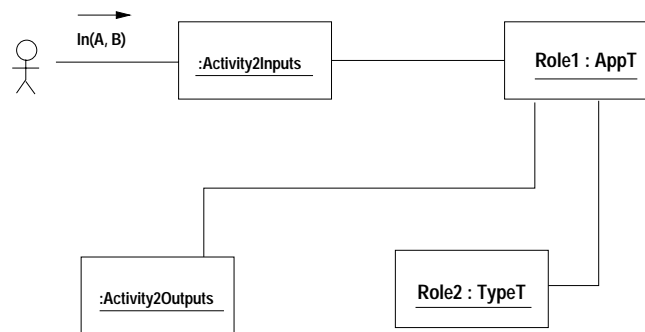 In(A, B)
:Activity2Inputs
Role1 : AppT
:Activity2Outputs
Role2 : TypeT